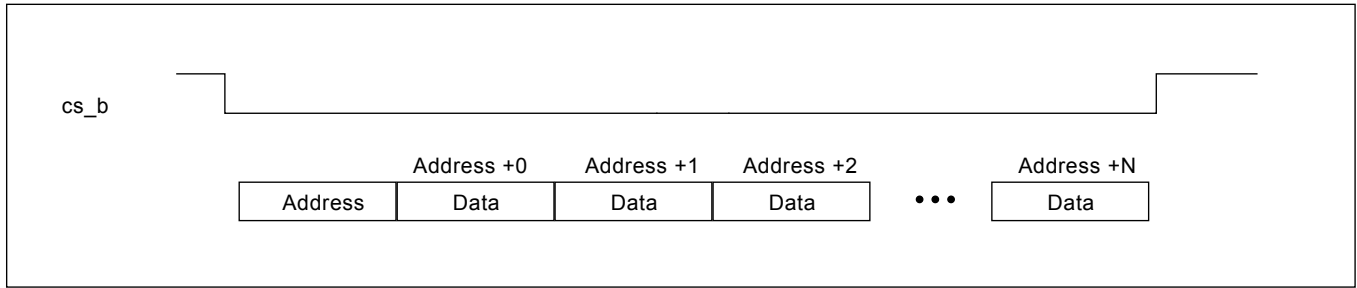 cs_b
Address +0 Address +1 Address +2 Address +N
Address Data Data Data ••• Data